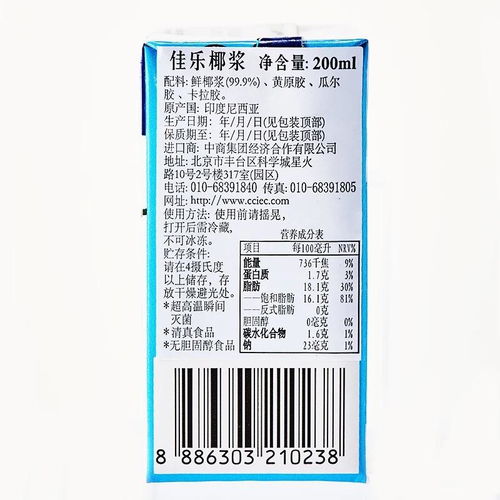 佳乐椰浆 净含量:200ml
配料: 鲜椰浆(99.9%)、黄原胶、瓜尔
胶、卡拉胶。
原产国: 印度尼西亚
生产日期: 年/月/日(见包装顶部)
保质期至: 年/月/日(见包装顶部)
进口商: 中商集团经济合作有限公司
地址: 北京市丰台区科学城星火
路10号2号楼317室(园区)
电话: 010-68391840 传真: 010-68391805
网址: http://www.cciec.com
使用方法: 使用前请摇晃,
打开后需冷藏,
不可冰冻。
贮存条件:
请在4摄氏度
以上储存，存
放干燥避光处。
*超高温瞬间
灭菌
*清真食品
*无胆固醇食品
营养成分表
项目 每100毫升 NRV%
能量 736千焦 9%
蛋白质 1.7克 3%
脂肪 18.1克 30%
——饱和脂肪 16.1克 81%
——反式脂肪 0克
胆固醇 0毫克 0%
碳水化合物 1.6克 1%
钠 23毫克 1%
8 886303 210238